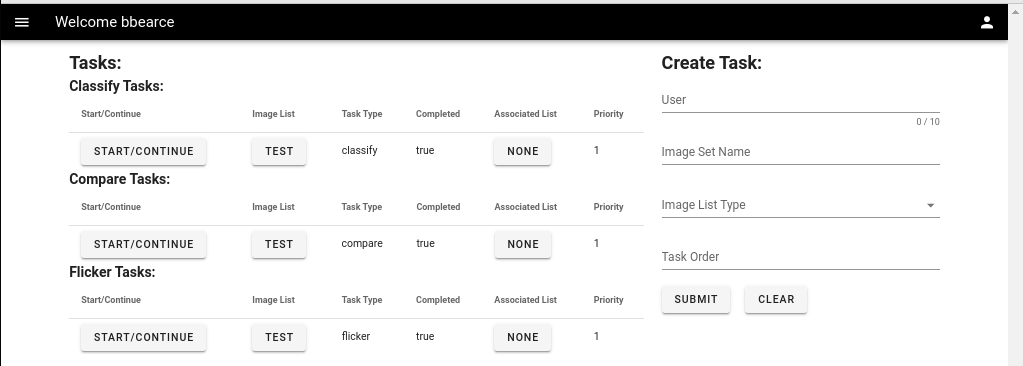 Welcome bbearce
Tasks:
Classify Tasks:
Start/Continue Image List Task Type Completed Associated List Priority
START/CONTINUE TEST classify true NONE 1
Compare Tasks:
Start/Continue Image List Task Type Completed Associated List Priority
START/CONTINUE TEST compare true NONE 1
Flicker Tasks:
Start/Continue Image List Task Type Completed Associated List Priority
START/CONTINUE TEST flicker true NONE 1
Create Task:
User
0 / 10
Image Set Name
Image List Type
Task Order
SUBMIT CLEAR